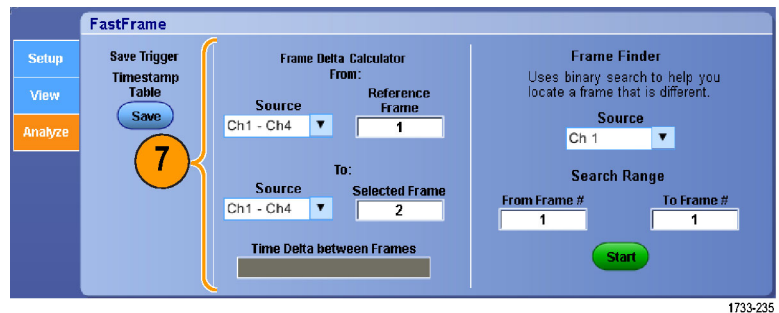 FastFrame
Setup
View
Analyze
Save Trigger
Timestamp
Table
Save
7
Frame Delta Calculator
From:
Source
Reference
Frame
Ch1 - Ch4
1
To:
Source
Selected Frame
Ch1 - Ch4
2
Time Delta between Frames
Frame Finder
Uses binary search to help you
locate a frame that is different.
Source
Ch 1
Search Range
From Frame #
To Frame #
1
1
Start
1733-235